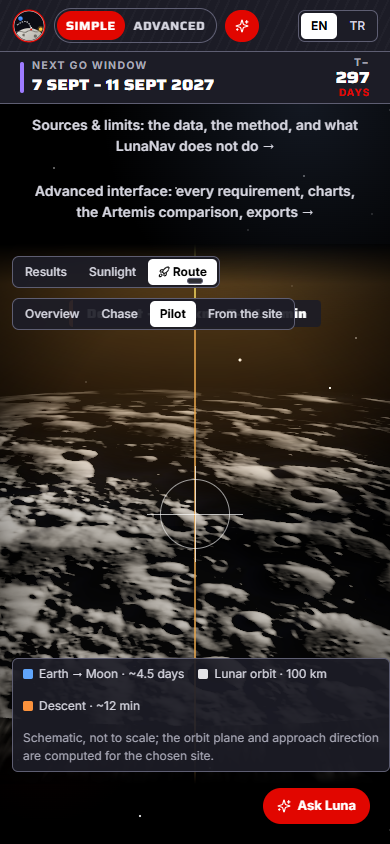 SIMPLE ADVANCED EN TR
NEXT GO WINDOW
7 SEPT – 11 SEPT 2027
T−
297
DAYS
Sources & limits: the data, the method, and what
LunaNav does not do →
Advanced interface: every requirement, charts,
the Artemis comparison, exports →
Results Sunlight Route
Overview Chase Pilot From the site
in
Earth → Moon · ~4.5 days Lunar orbit · 100 km
Descent · ~12 min
Schematic, not to scale; the orbit plane and approach direction
are computed for the chosen site.
Ask Luna